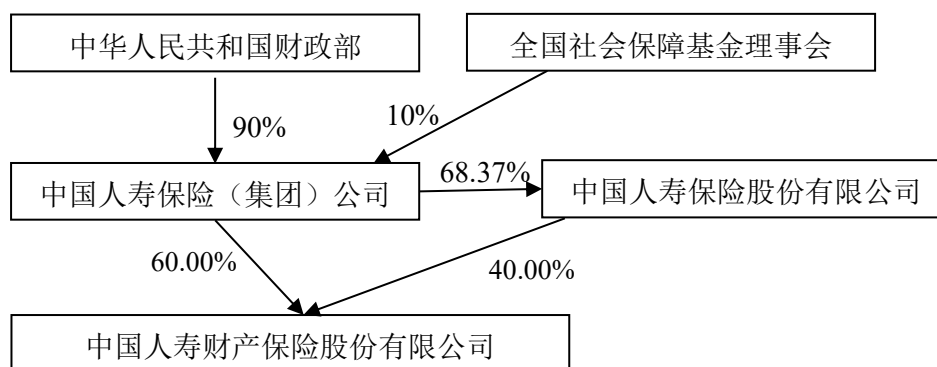 中华人民共和国财政部
全国社会保障基金理事会
90%
10%
中国人寿保险（集团）公司
68.37%
中国人寿保险股份有限公司
60.00%
40.00%
中国人寿财产保险股份有限公司